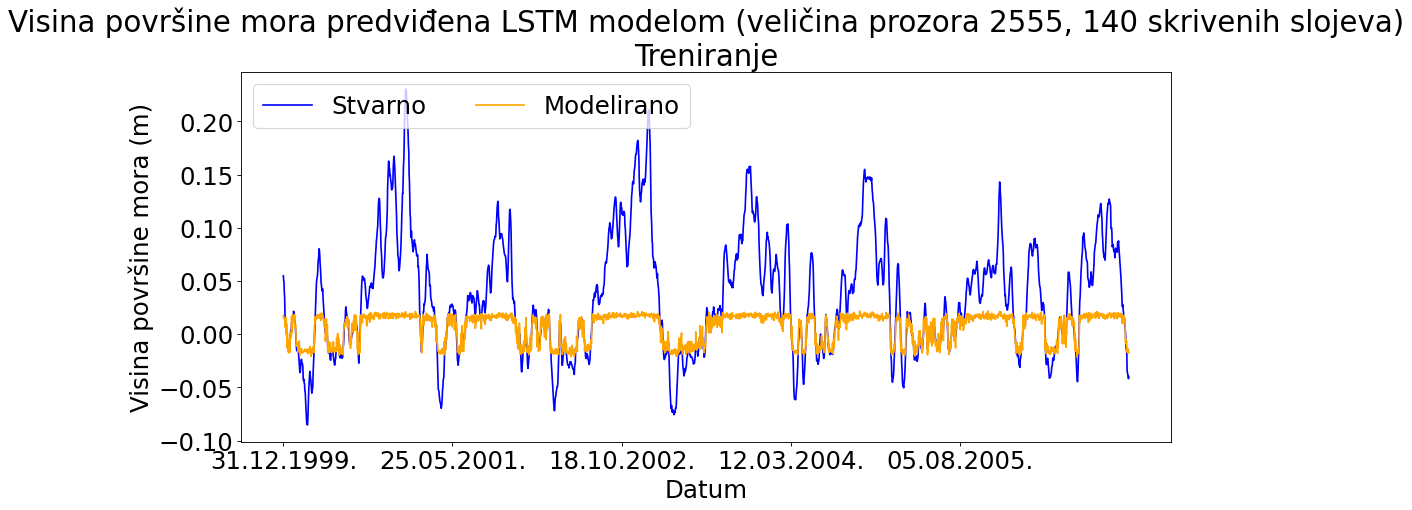 Visina površine mora predviđena LSTM modelom (veličina prozora 2555, 140 skrivenih slojeva)
Treniranje
Stvarno
Modelirano
Visina površine mora (m)
0.20
0.15
0.10
0.05
0.00
−0.05
−0.10
31.12.1999.
25.05.2001.
18.10.2002.
12.03.2004.
05.08.2005.
Datum